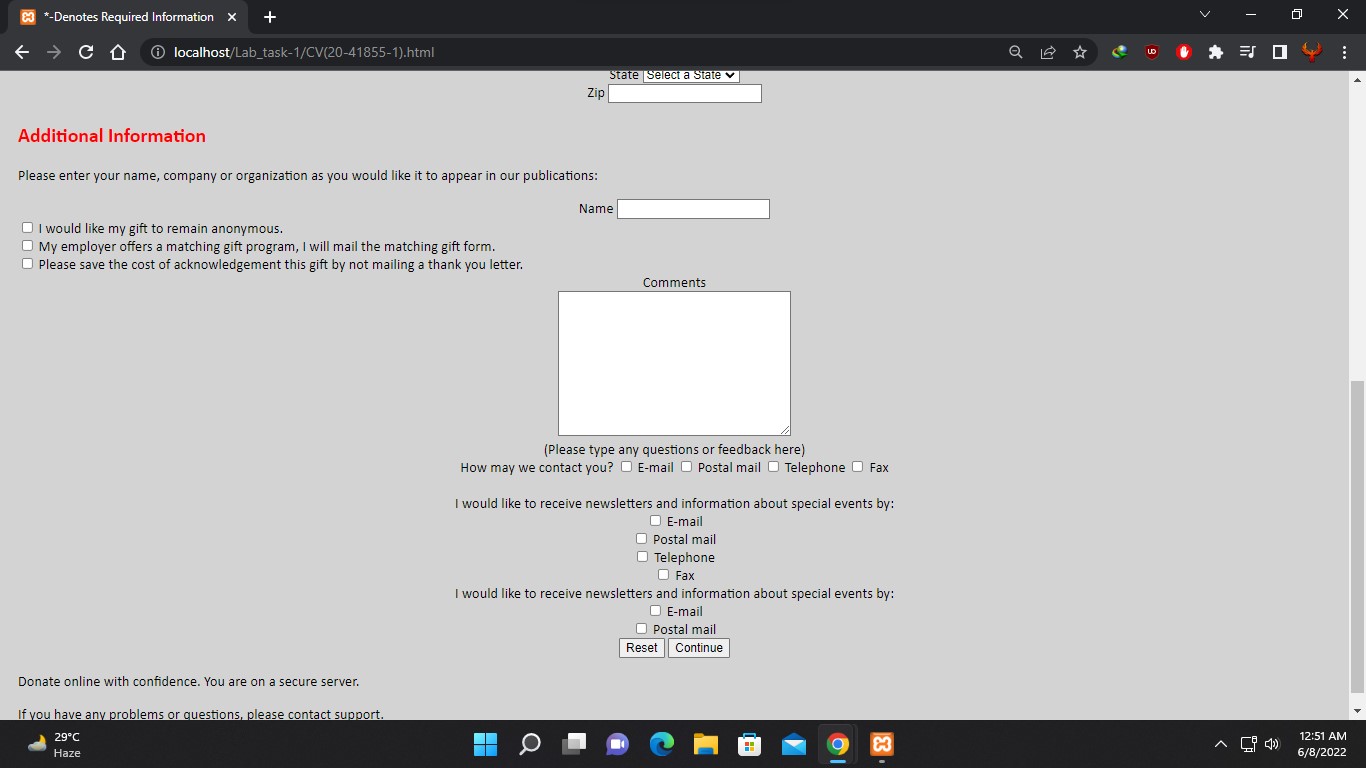 *-Denotes Required Information
localhost/Lab_task-1/CV(20-41855-1).html
State Select a State
Zip
Additional Information
Please enter your name, company or organization as you would like it to appear in our publications:
Name
I would like my gift to remain anonymous.
My employer offers a matching gift program, I will mail the matching gift form.
Please save the cost of acknowledgement this gift by not mailing a thank you letter.
Comments
(Please type any questions or feedback here)
How may we contact you? E-mail Postal mail Telephone Fax
I would like to receive newsletters and information about special events by:
E-mail
Postal mail
Telephone
Fax
I would like to receive newsletters and information about special events by:
E-mail
Postal mail
Reset Continue
Donate online with confidence. You are on a secure server.
If you have any problems or questions, please contact support.
29°C
Haze
12:51 AM
6/8/2022